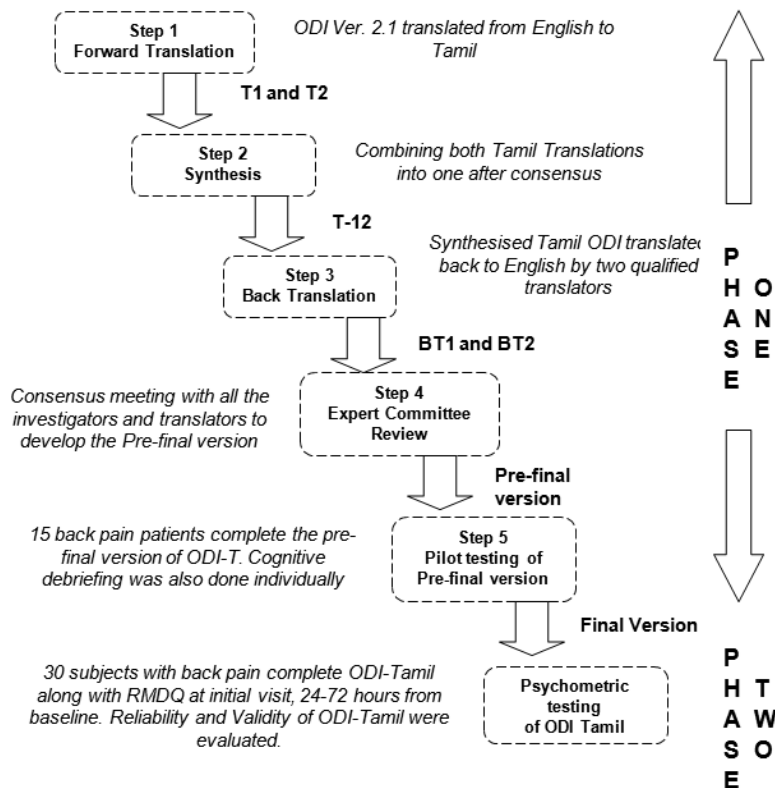 Step 1
Forward Translation
ODI Ver. 2.1 translated from English to
Tamil
T1 and T2
Step 2
Synthesis
Combining both Tamil Translations
into one after consensus
T-12
Step 3
Back Translation
Synthesised Tamil ODI translated
back to English by two qualified
translators
BT1 and BT2
Step 4
Expert Committee
Review
Consensus meeting with all the
investigators and translators to
develop the Pre-final version
Pre-final
version
Step 5
Pilot testing of
Pre-final version
15 back pain patients complete the pre-
final version of ODI-T. Cognitive
debriefing was also done individually
Final Version
Psychometric
testing
of ODI Tamil
30 subjects with back pain complete ODI-Tamil
along with RMDQ at initial visit, 24-72 hours from
baseline. Reliability and Validity of ODI-Tamil were
evaluated.
PHASE
ONE
PHASE
TWO